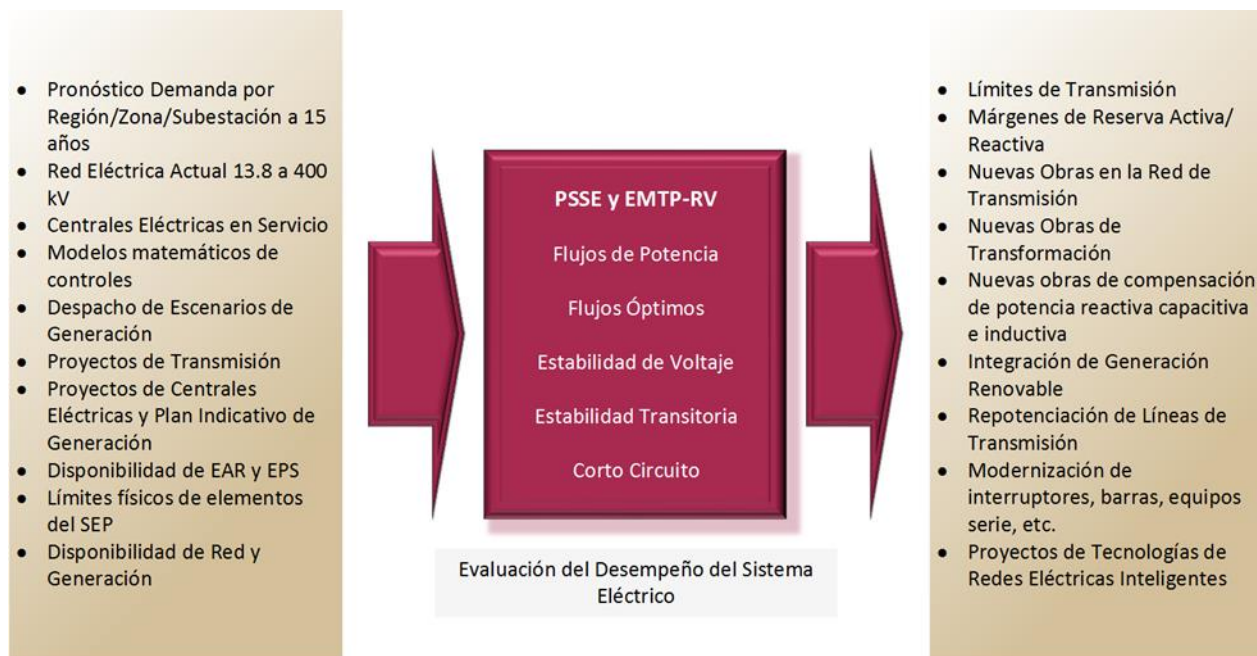 ● Pronóstico Demanda por
Región/Zona/Subestación a 15
años
● Red Eléctrica Actual 13.8 a 400
kV
● Centrales Eléctricas en Servicio
● Modelos matemáticos de
controles
● Despacho de Escenarios de
Generación
● Proyectos de Transmisión
● Proyectos de Centrales
Eléctricas y Plan Indicativo de
Generación
● Disponibilidad de EAR y EPS
● Límites físicos de elementos
del SEP
● Disponibilidad de Red y
Generación
PSSE y EMTP-RV
Flujos de Potencia
Flujos Óptimos
Estabilidad de Voltaje
Estabilidad Transitoria
Corto Circuito
Evaluación del Desempeño del Sistema
Eléctrico
● Límites de Transmisión
● Márgenes de Reserva Activa/
Reactiva
● Nuevas Obras en la Red de
Transmisión
● Nuevas Obras de
Transformación
● Nuevas obras de compensación
de potencia reactiva capacitiva
e inductiva
● Integración de Generación
Renovable
● Repotenciación de Líneas de
Transmisión
● Modernización de
interruptores, barras, equipos
serie, etc.
● Proyectos de Tecnologías de
Redes Eléctricas Inteligentes